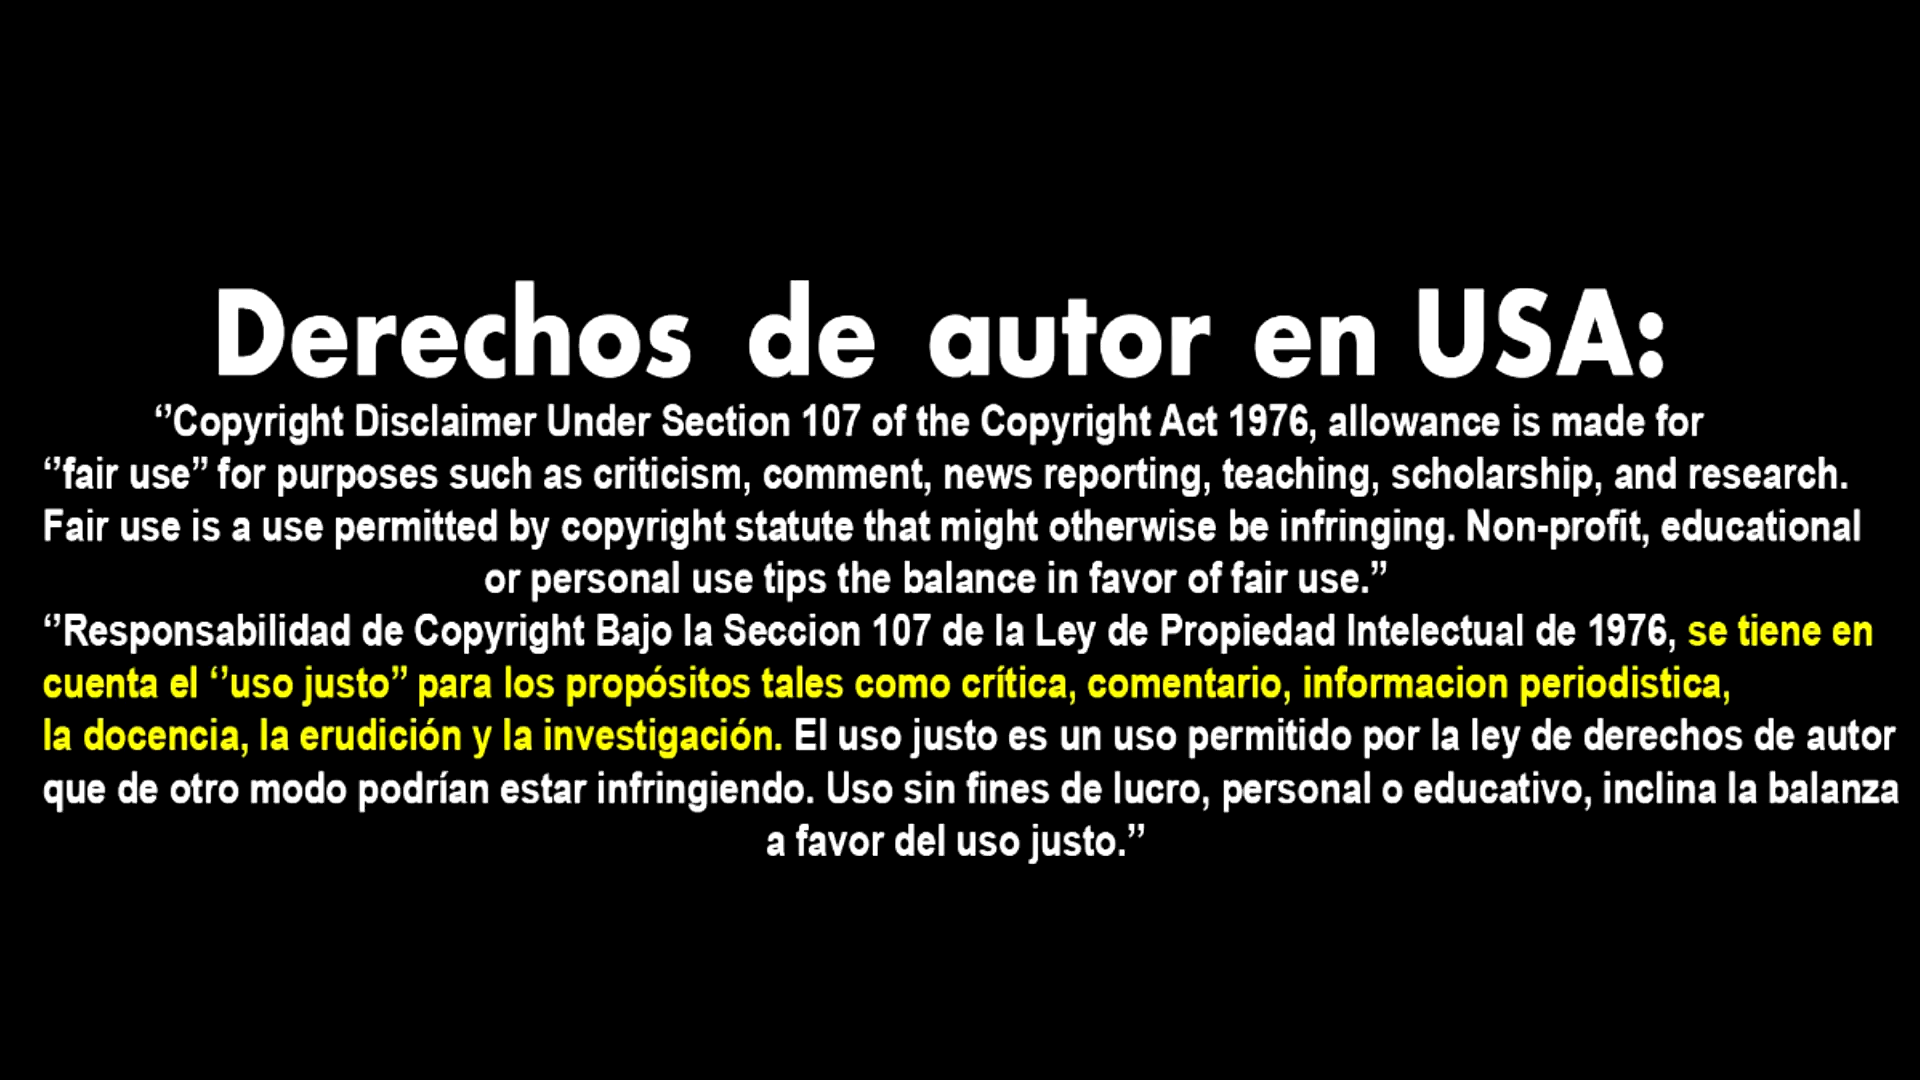 Derechos de autor en USA:
‘’Copyright Disclaimer Under Section 107 of the Copyright Act 1976, allowance is made for
‘’fair use’’ for purposes such as criticism, comment, news reporting, teaching, scholarship, and research.
Fair use is a use permitted by copyright statute that might otherwise be infringing. Non-profit, educational
or personal use tips the balance in favor of fair use.’’
‘’Responsabilidad de Copyright Bajo la Seccion 107 de la Ley de Propiedad Intelectual de 1976, se tiene en
cuenta el ‘’uso justo’’ para los propósitos tales como crítica, comentario, informacion periodistica,
la docencia, la erudición y la investigación. El uso justo es un uso permitido por la ley de derechos de autor
que de otro modo podrían estar infringiendo. Uso sin fines de lucro, personal o educativo, inclina la balanza
a favor del uso justo.’’